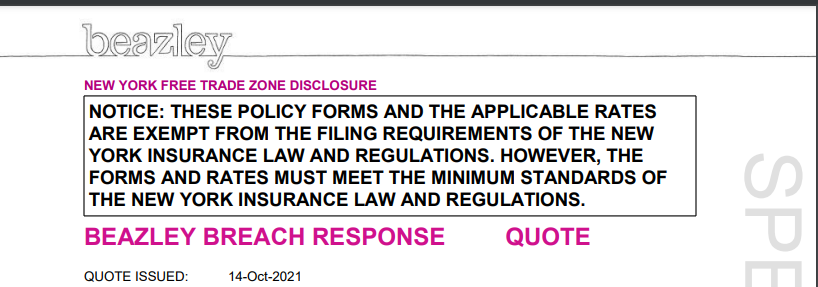 beazley
NEW YORK FREE TRADE ZONE DISCLOSURE
NOTICE: THESE POLICY FORMS AND THE APPLICABLE RATES
ARE EXEMPT FROM THE FILING REQUIREMENTS OF THE NEW
YORK INSURANCE LAW AND REGULATIONS. HOWEVER, THE
FORMS AND RATES MUST MEET THE MINIMUM STANDARDS OF
THE NEW YORK INSURANCE LAW AND REGULATIONS.
BEAZLEY BREACH RESPONSE QUOTE
QUOTE ISSUED: 14-Oct-2021
SPE